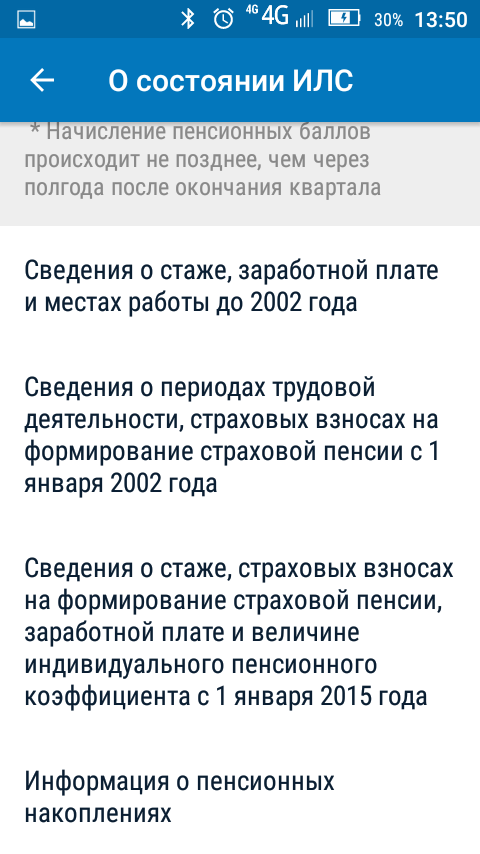 4G 4G 30% 13:50
О состоянии ИЛС
* Начисление пенсионных баллов
происходит не позднее, чем через
полгода после окончания квартала
Сведения о стаже, заработной плате
и местах работы до 2002 года
Сведения о периодах трудовой
деятельности, страховых взносах на
формирование страховой пенсии с 1
января 2002 года
Сведения о стаже, страховых взносах
на формирование страховой пенсии,
заработной плате и величине
индивидуального пенсионного
коэффициента с 1 января 2015 года
Информация о пенсионных
накоплениях